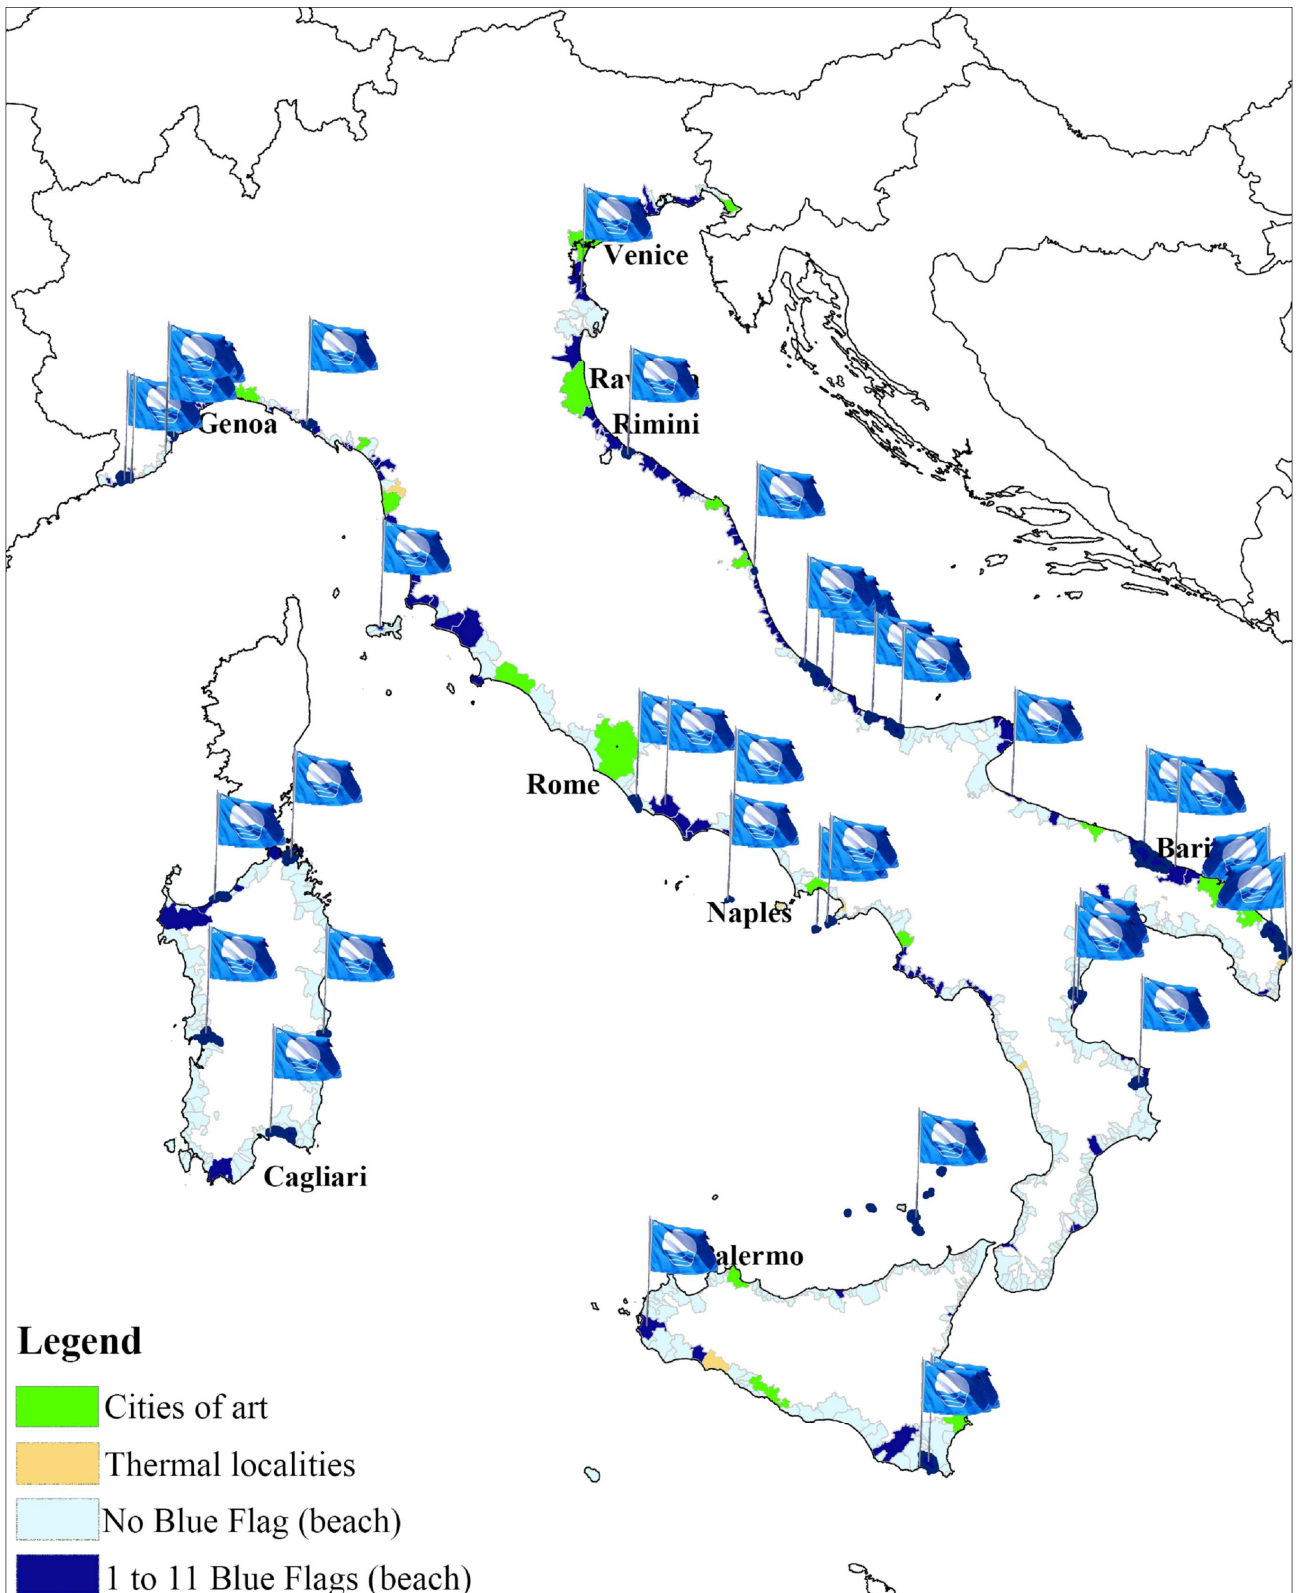 Venice
Genoa
Rimini
Rome
Bari
Naples
Cagliari
Legend
Cities of art
Thermal localities
No Blue Flag (beach)
1 to 11 Blue Flags (beach)